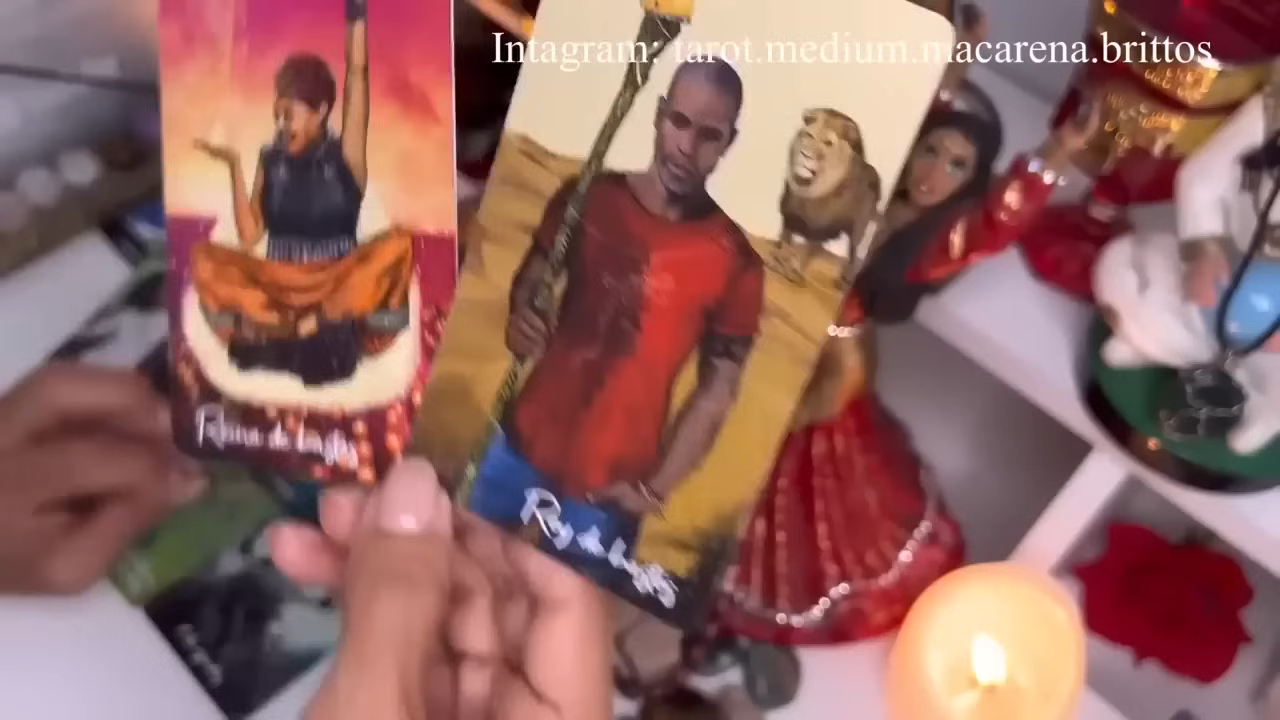 Intagram: tarot.medium.macarena.brittos
Reina de bastos
Rey de bastos